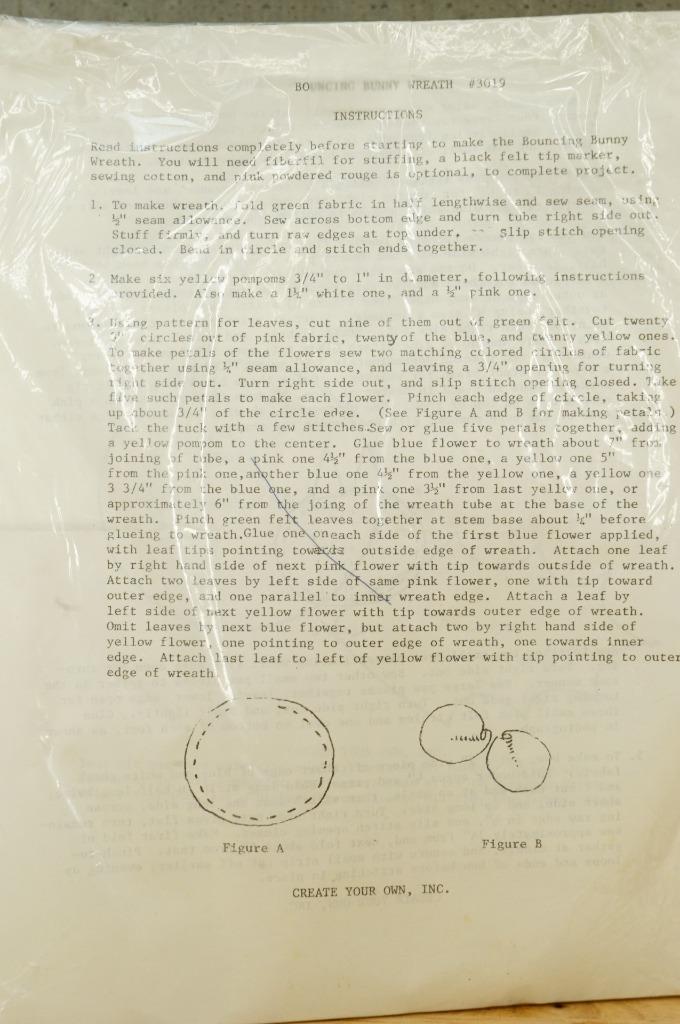 BOUNCING BUNNY WREATH #3019
INSTRUCTIONS
Read instructions completely before starting to make the Bouncing Bunny
Wreath. You will need fiberfil for stuffing, a black felt tip marker,
sewing cotton, and pink powdered rouge is optional, to complete project.
1. To make wreath, fold green fabric in half lengthwise and sew seam, using
½" seam allowance. Sew across bottom edge and turn tube right side out.
Stuff firmly, and turn raw edges at top under. Slip stitch opening
closed. Bend in circle and stitch ends together.
2. Make six yellow pompoms 3/4" to 1" in diameter, following instructions
provided. Also make a 1½" white one, and a ½" pink one.
3. Using pattern for leaves, cut nine of them out of green felt. Cut twenty
circles out of pink fabric, twenty of the blue, and twenty yellow ones.
To make petals of the flowers sew two matching colored circles of fabric
together using ¼" seam allowance, and leaving a 3/4" opening for turning
right side out. Turn right side out, and slip stitch opening closed. Take
five such petals to make each flower. Pinch each edge of circle, taking
up about 3/4" of the circle edge. (See Figure A and B for making petals.)
Tack the tuck with a few stitches.Sew or glue five petals together, adding
a yellow pompom to the center. Glue blue flower to wreath about 7" from
joining of tube, a pink one 4½" from the blue one, a yellow one 5"
from the pink one,another blue one 4½" from the yellow one, a yellow one
3 3/4" from the blue one, and a pink one 3½" from last yellow one, or
approximately 6" from the joing of the wreath tube at the base of the
wreath. Pinch green felt leaves together at stem base about ¼" before
glueing to wreath.Glue one oneach side of the first blue flower applied,
with leaf tips pointing towards outside edge of wreath. Attach one leaf
by right hand side of next pink flower with tip towards outside of wreath.
Attach two leaves by left side of same pink flower, one with tip toward
outer edge, and one parallel to inner wreath edge. Attach a leaf by
left side of next yellow flower with tip towards outer edge of wreath.
Omit leaves by next blue flower, but attach two by right hand side of
yellow flower, one pointing to outer edge of wreath, one towards inner
edge. Attach last leaf to left of yellow flower with tip pointing to outer
edge of wreath.
Figure A
Figure B
CREATE YOUR OWN, INC.